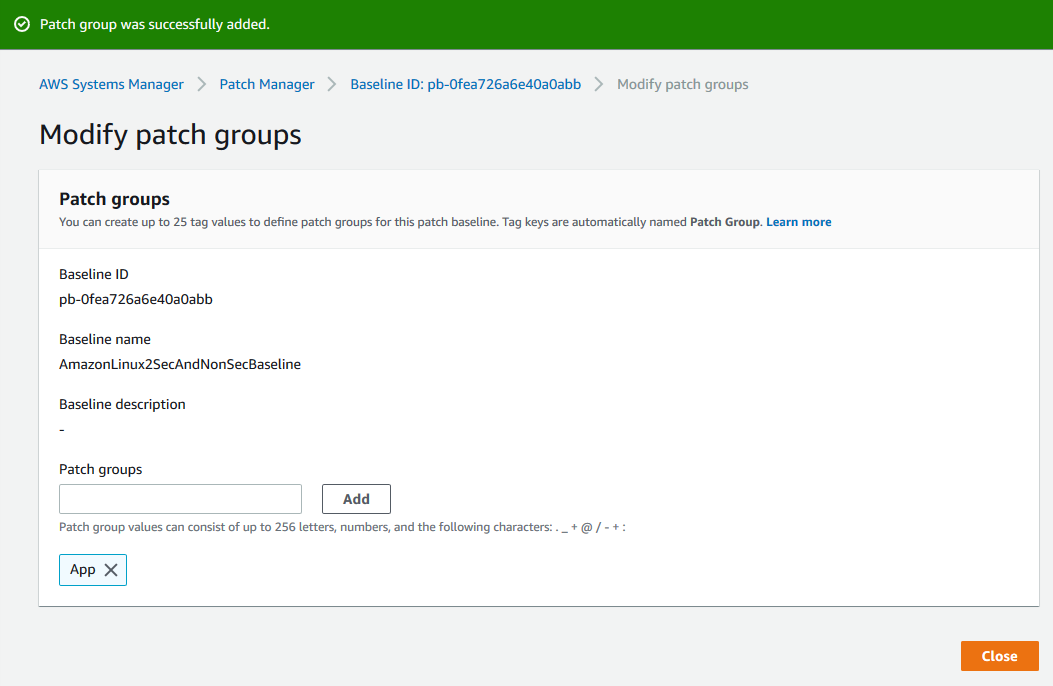 Patch group was successfully added.
AWS Systems Manager > Patch Manager > Baseline ID: pb-0fea726a6e40a0abb > Modify patch groups
Modify patch groups
Patch groups
You can create up to 25 tag values to define patch groups for this patch baseline. Tag keys are automatically named Patch Group. Learn more
Baseline ID
pb-0fea726a6e40a0abb
Baseline name
AmazonLinux2SecAndNonSecBaseline
Baseline description
-
Patch groups
Add
Patch group values can consist of up to 256 letters, numbers, and the following characters: . _ + @ / - + :
App
Close